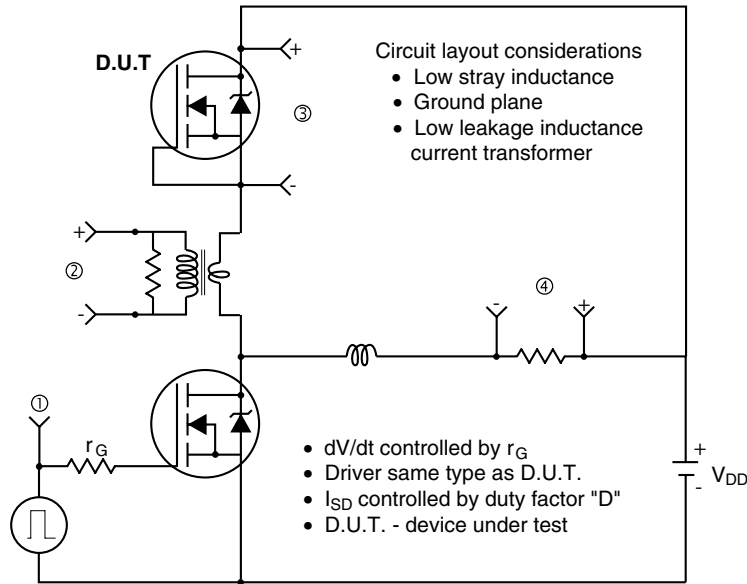 D.U.T
+
③
-
Circuit layout considerations
• Low stray inductance
• Ground plane
• Low leakage inductance
current transformer
+
②
-
④
- +
①
rG
• dV/dt controlled by rG
• Driver same type as D.U.T.
• ISD controlled by duty factor "D"
• D.U.T. - device under test
+
VDD
-